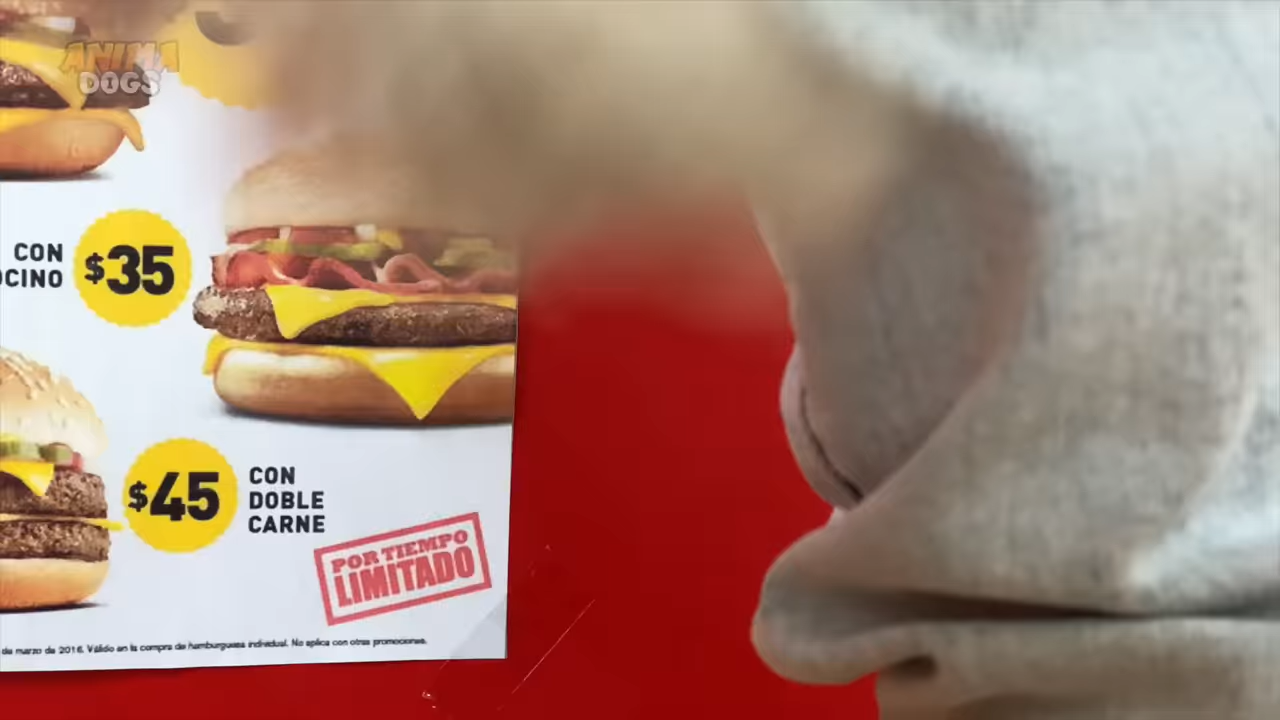 ANIMA
DOGS
CON
OCINO
$35
$45
CON
DOBLE
CARNE
POR TIEMPO
LIMITADO
de marzo de 2016. Válido en la compra de hamburguesa individual. No aplica con otras promociones.